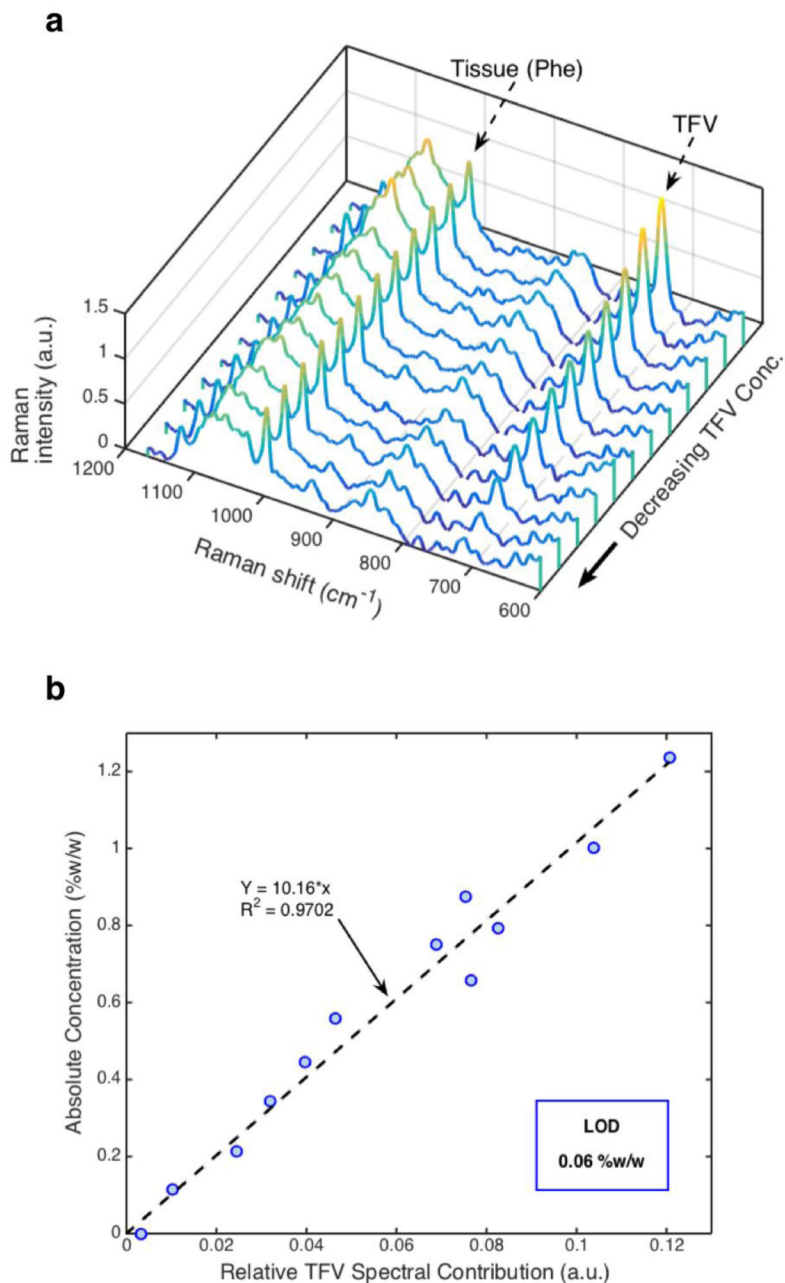 a
Tissue (Phe)
TFV
1.5
1
0.5
0
Raman
intensity (a.u.)
1200
1100
1000
900
800
700
600
Raman shift (cm⁻¹)
Decreasing TFV Conc.
b
1.2
1
0.8
0.6
0.4
0.2
0
Absolute Concentration (%w/w)
Y = 10.16*x
R² = 0.9702
LOD
0.06 %w/w
0 0.02 0.04 0.06 0.08 0.1 0.12
Relative TFV Spectral Contribution (a.u.)